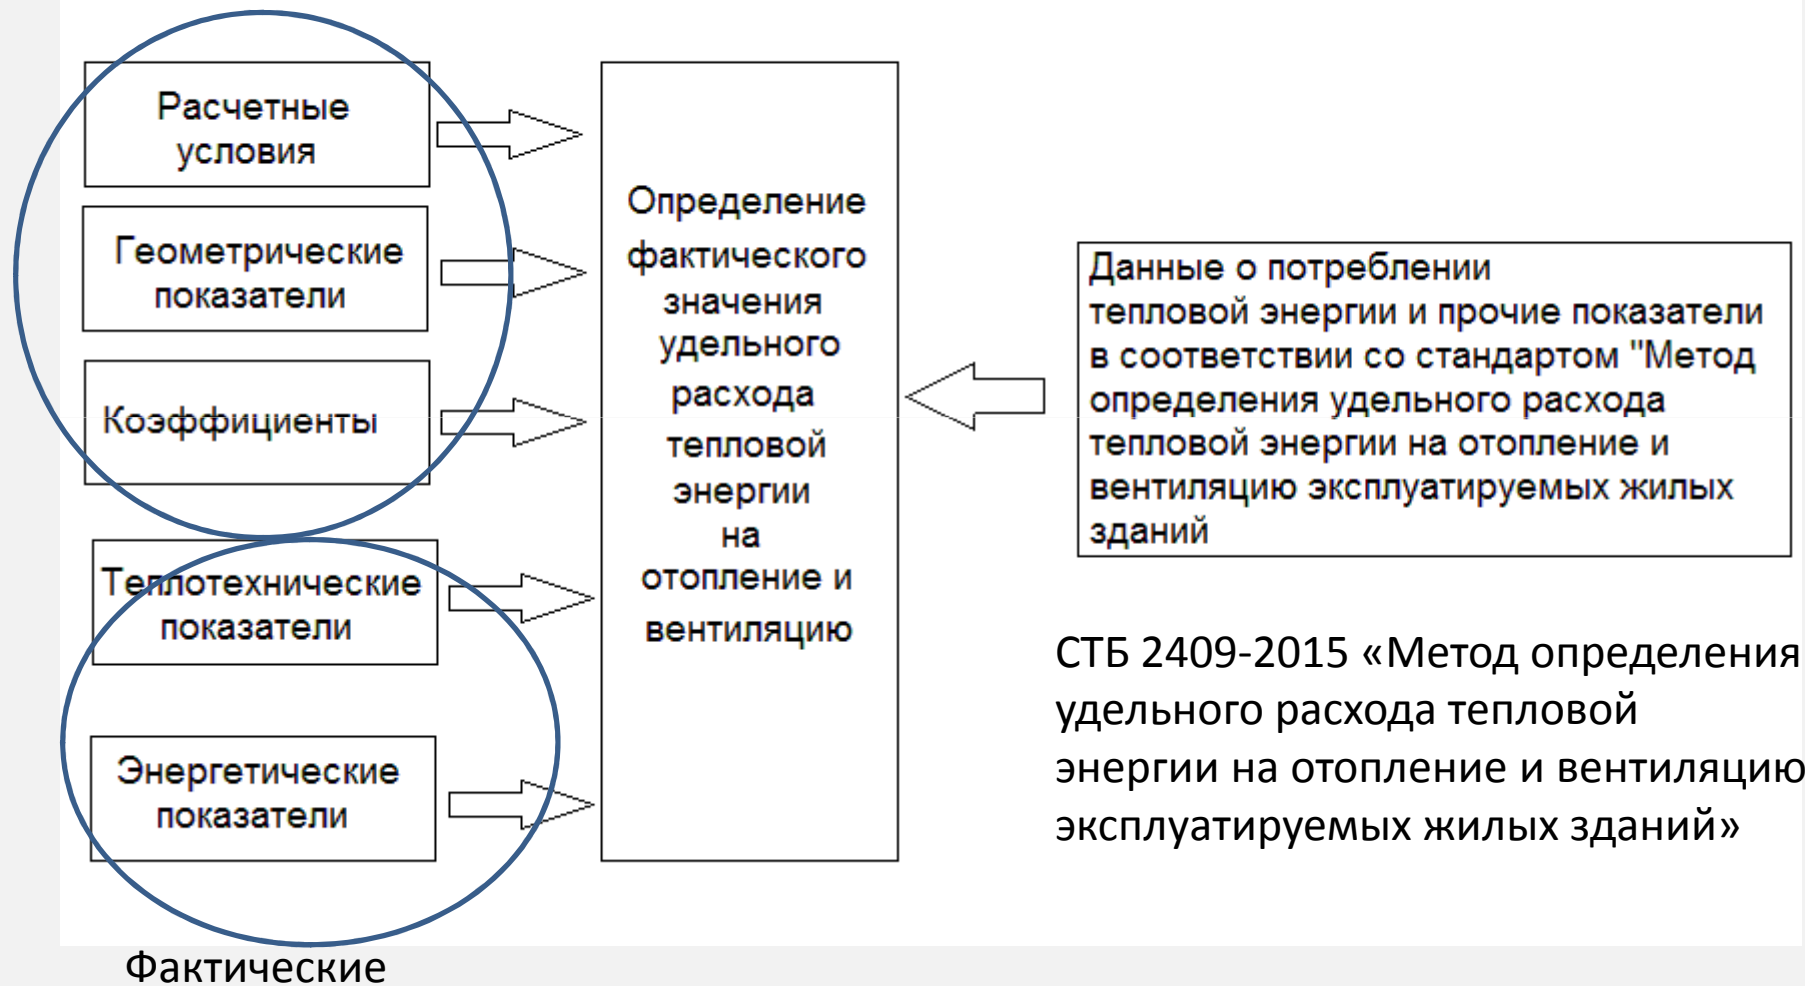 Расчетные
условия
Геометрические
показатели
Коэффициенты
Теплотехнические
показатели
Энергетические
показатели
Фактические
Определение
фактического
значения
удельного
расхода
тепловой
энергии
на
отопление и
вентиляцию
Данные о потреблении
тепловой энергии и прочие показатели
в соответствии со стандартом "Метод
определения удельного расхода
тепловой энергии на отопление и
вентиляцию эксплуатируемых жилых
зданий
СТБ 2409-2015 «Метод определения
удельного расхода тепловой
энергии на отопление и вентиляцию
эксплуатируемых жилых зданий»